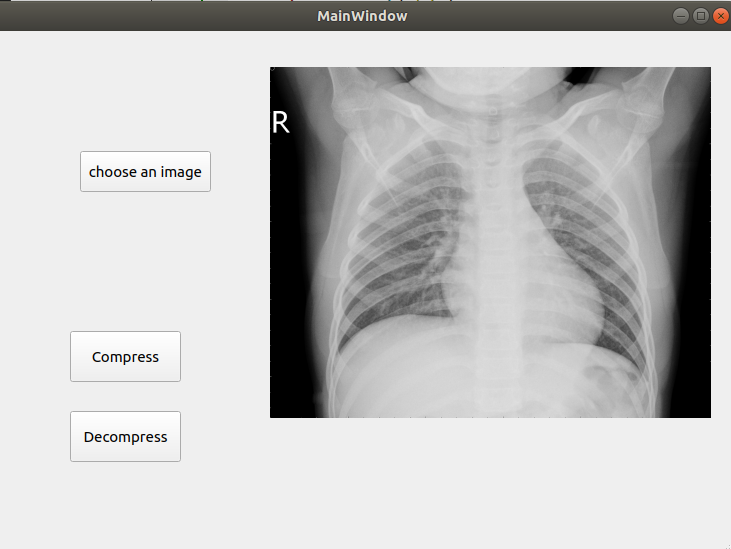 MainWindow
R
choose an image
Compress
Decompress